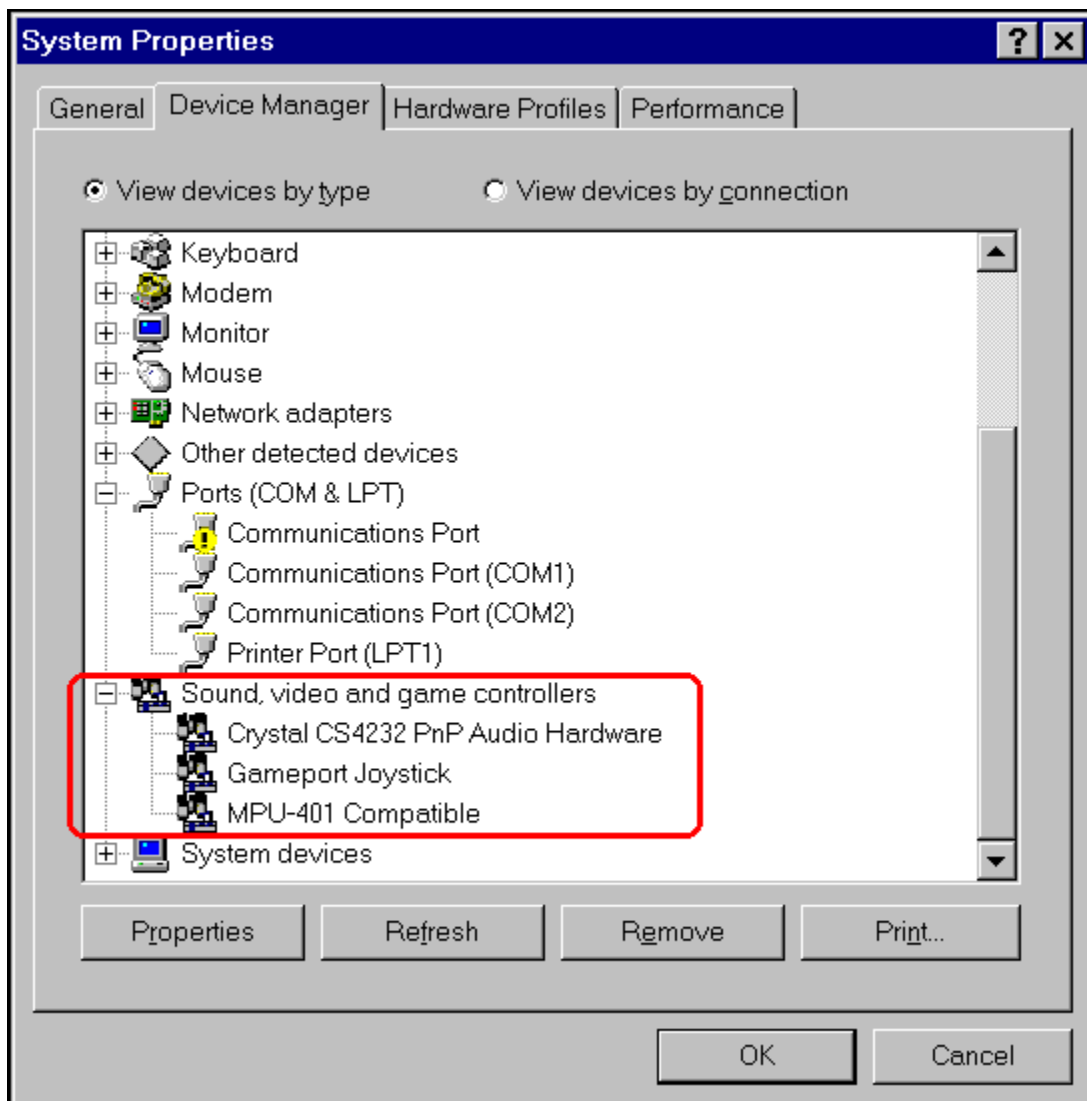 System Properties
General Device Manager Hardware Profiles Performance
View devices by type View devices by connection
Keyboard
Modem
Monitor
Mouse
Network adapters
Other detected devices
Ports (COM & LPT)
Communications Port
Communications Port (COM1)
Communications Port (COM2)
Printer Port (LPT1)
Sound, video and game controllers
Crystal CS4232 PnP Audio Hardware
Gameport Joystick
MPU-401 Compatible
System devices
Properties Refresh Remove Print...
OK Cancel